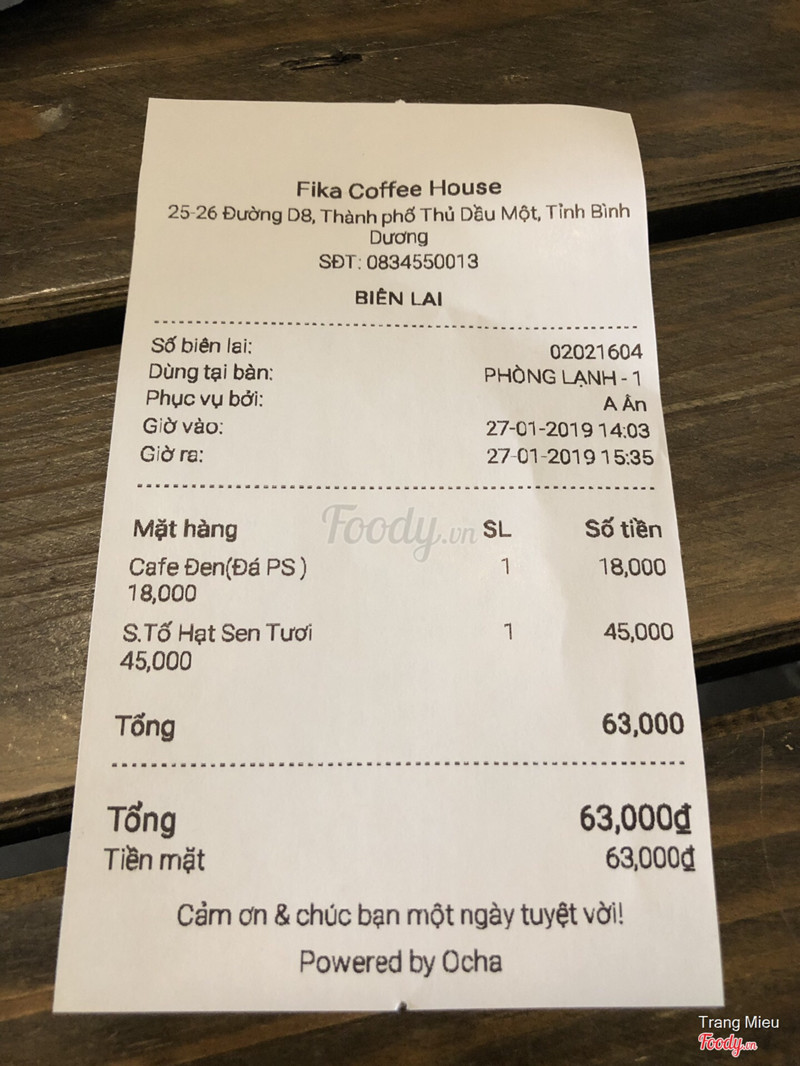 Fika Coffee House
25-26 Đường D8, Thành phố Thủ Dầu Một, Tỉnh Bình
Dương
SĐT: 0834550013
BIÊN LAI
Số biên lai: 02021604
Dùng tại bàn: PHÒNG LẠNH - 1
Phục vụ bởi: A Ân
Giờ vào: 27-01-2019 14:03
Giờ ra: 27-01-2019 15:35
Foody.vn
Mặt hàng SL Số tiền
Cafe Đen(Đá PS ) 1 18,000
18,000
S.Tố Hạt Sen Tươi 1 45,000
45,000
Tổng 63,000
Tổng 63,000₫
Tiền mặt 63,000₫
Cảm ơn & chúc bạn một ngày tuyệt vời!
Powered by Ocha
Trang Mieu
Foody.vn